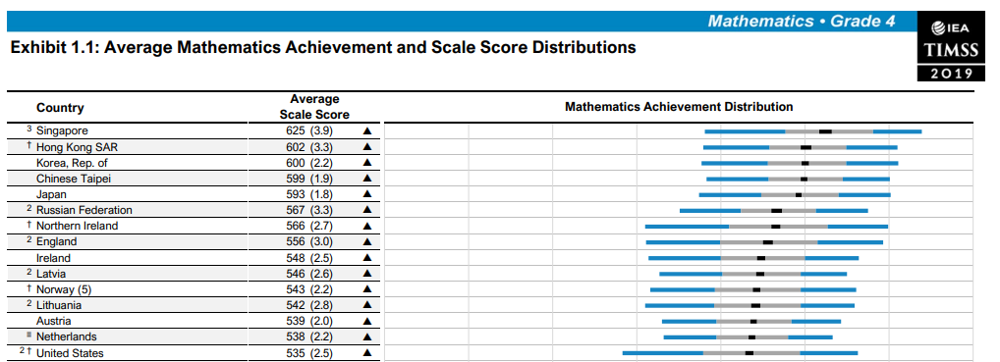 Mathematics • Grade 4
IEA
TIMSS
2019
Exhibit 1.1: Average Mathematics Achievement and Scale Score Distributions
Country Average Scale Score Mathematics Achievement Distribution
3 Singapore 625 (3.9) ▲
† Hong Kong SAR 602 (3.3) ▲
Korea, Rep. of 600 (2.2) ▲
Chinese Taipei 599 (1.9) ▲
Japan 593 (1.8) ▲
2 Russian Federation 567 (3.3) ▲
† Northern Ireland 566 (2.7) ▲
2 England 556 (3.0) ▲
Ireland 548 (2.5) ▲
2 Latvia 546 (2.6) ▲
† Norway (5) 543 (2.2) ▲
2 Lithuania 542 (2.8) ▲
Austria 539 (2.0) ▲
≡ Netherlands 538 (2.2) ▲
2 † United States 535 (2.5) ▲